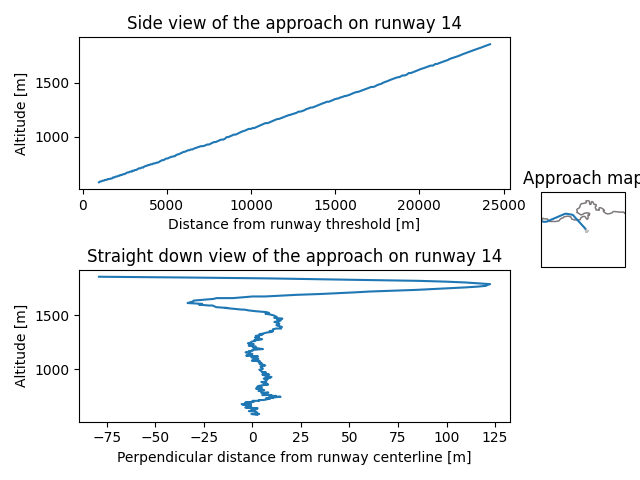 Side view of the approach on runway 14
Altitude [m]
1500
1000
0 5000 10000 15000 20000 25000
Distance from runway threshold [m]
Approach map
Straight down view of the approach on runway 14
Altitude [m]
1500
1000
−75 −50 −25 0 25 50 75 100 125
Perpendicular distance from runway centerline [m]